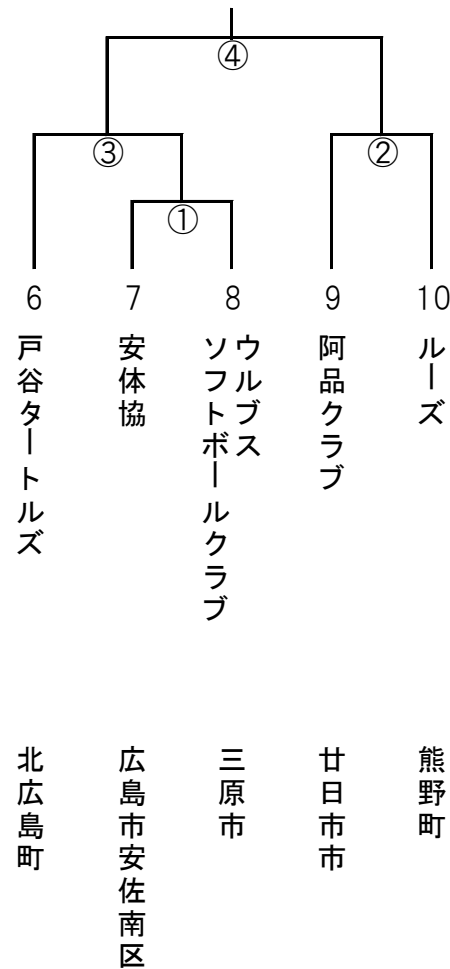 ④
③
②
①
6
7
8
9
10
戸谷タートルズ
安体協
ウルブス
ソフトボールクラブ
阿品クラブ
ルーズ
北広島町
広島市安佐南区
三原市
廿日市市
熊野町